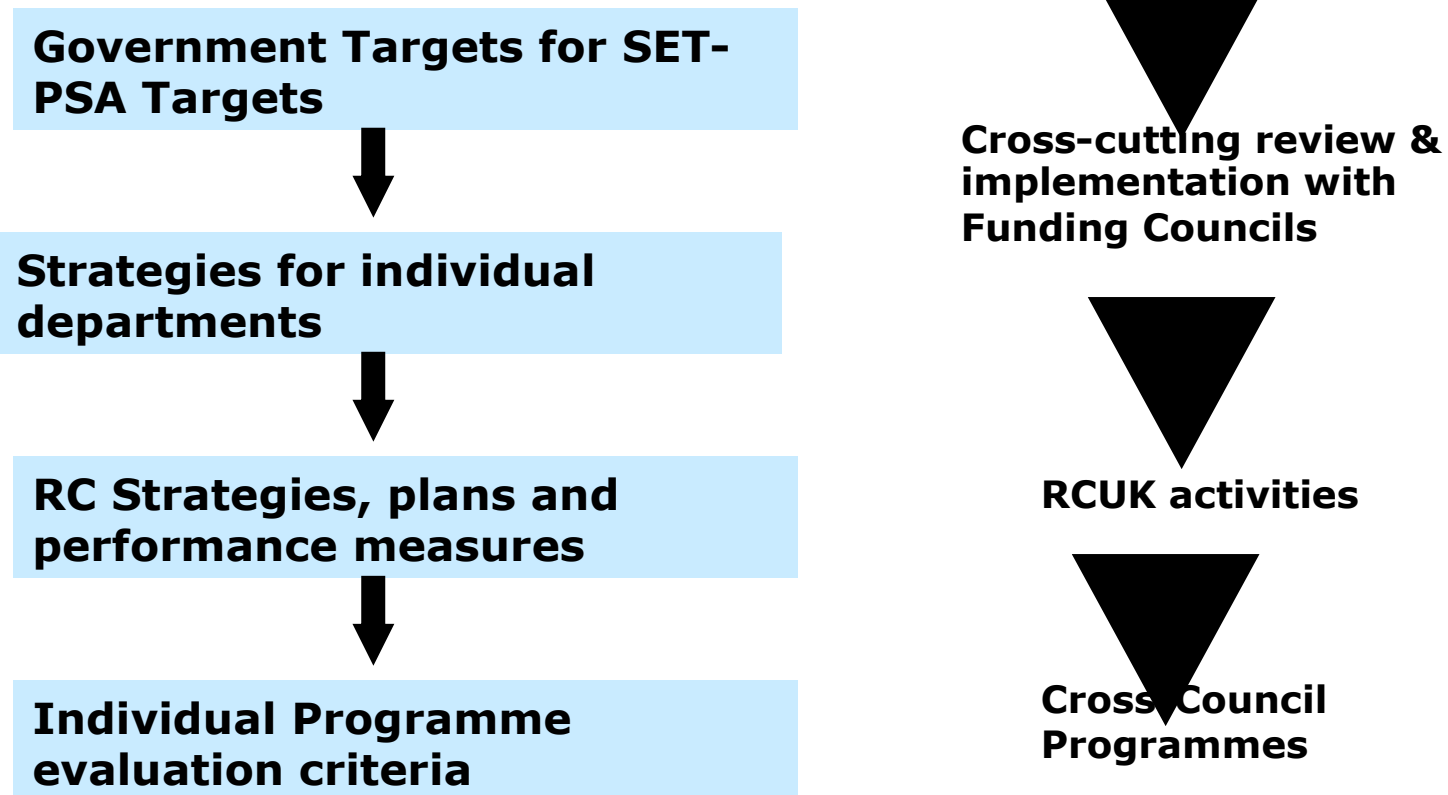 Government Targets for SET-
PSA Targets
Strategies for individual
departments
RC Strategies, plans and
performance measures
Individual Programme
evaluation criteria
Cross-cutting review &
implementation with
Funding Councils
RCUK activities
Cross-Council
Programmes